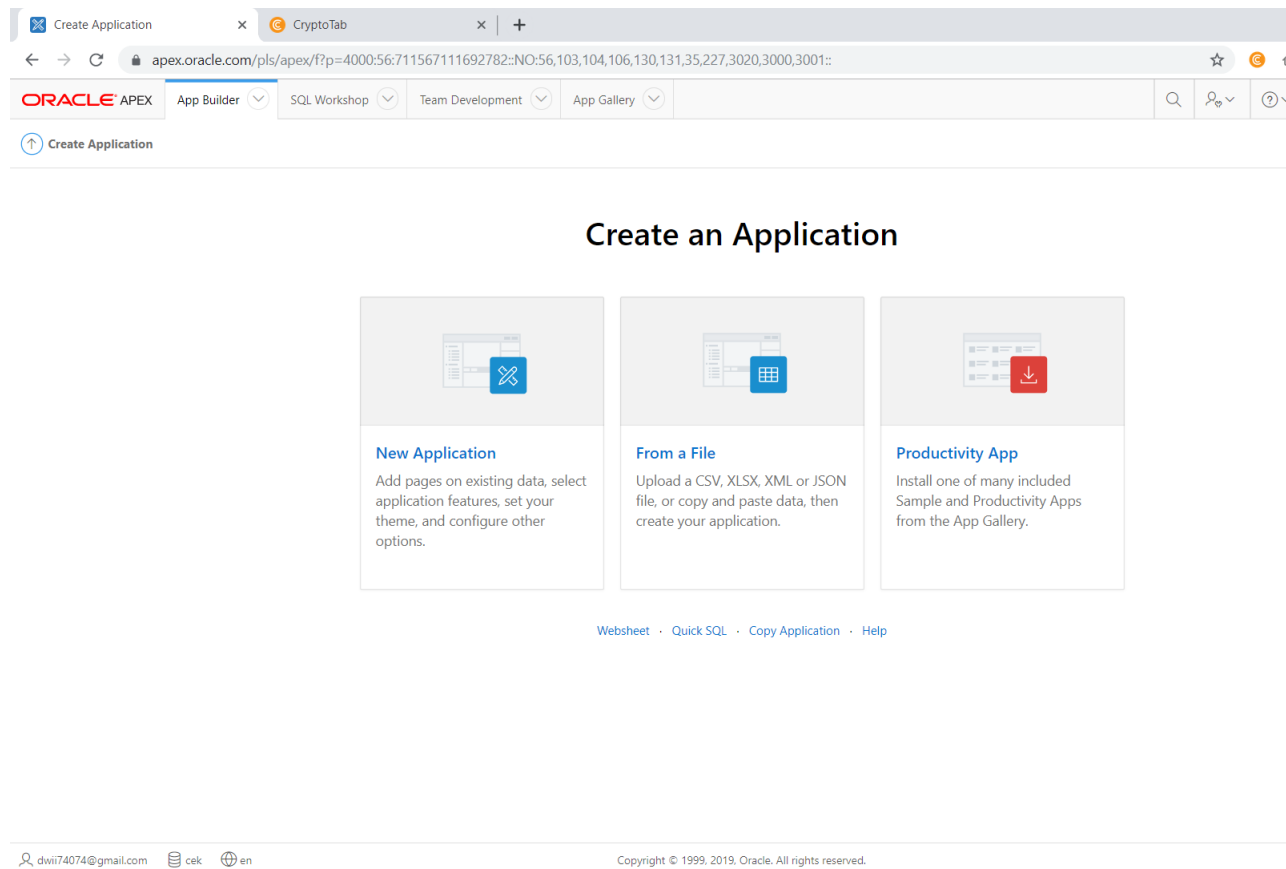 Create Application
CryptoTab
apex.oracle.com/pls/apex/f?p=4000:56:711567111692782::NO:56,103,104,106,130,131,35,227,3020,3000,3001::
ORACLE APEX App Builder SQL Workshop Team Development App Gallery
Create Application
Create an Application
New Application
Add pages on existing data, select
application features, set your
theme, and configure other
options.
From a File
Upload a CSV, XLSX, XML or JSON
file, or copy and paste data, then
create your application.
Productivity App
Install one of many included
Sample and Productivity Apps
from the App Gallery.
Websheet · Quick SQL · Copy Application · Help
dwii74074@gmail.com cek en
Copyright © 1999, 2019, Oracle. All rights reserved.